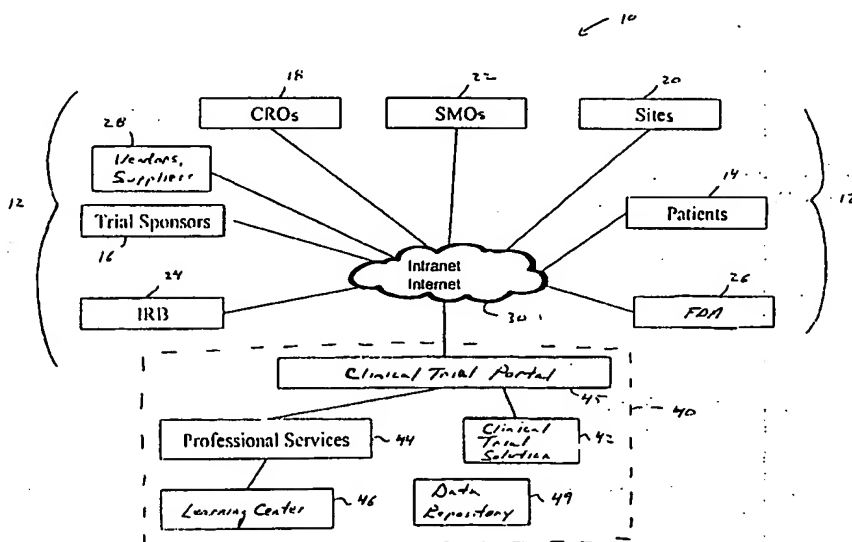 10
18
22
20
CROs
SMOs
Sites
28
Vendors,
Suppliers
14
12
12
Trial Sponsors
Patients
16
Intranet
Internet
24
26
IRB
30
FDA
Clinical Trial Portal
45
40
Professional Services
44
Clinical
Trial
Solution
42
Learning Center
46
Data
Repository
49